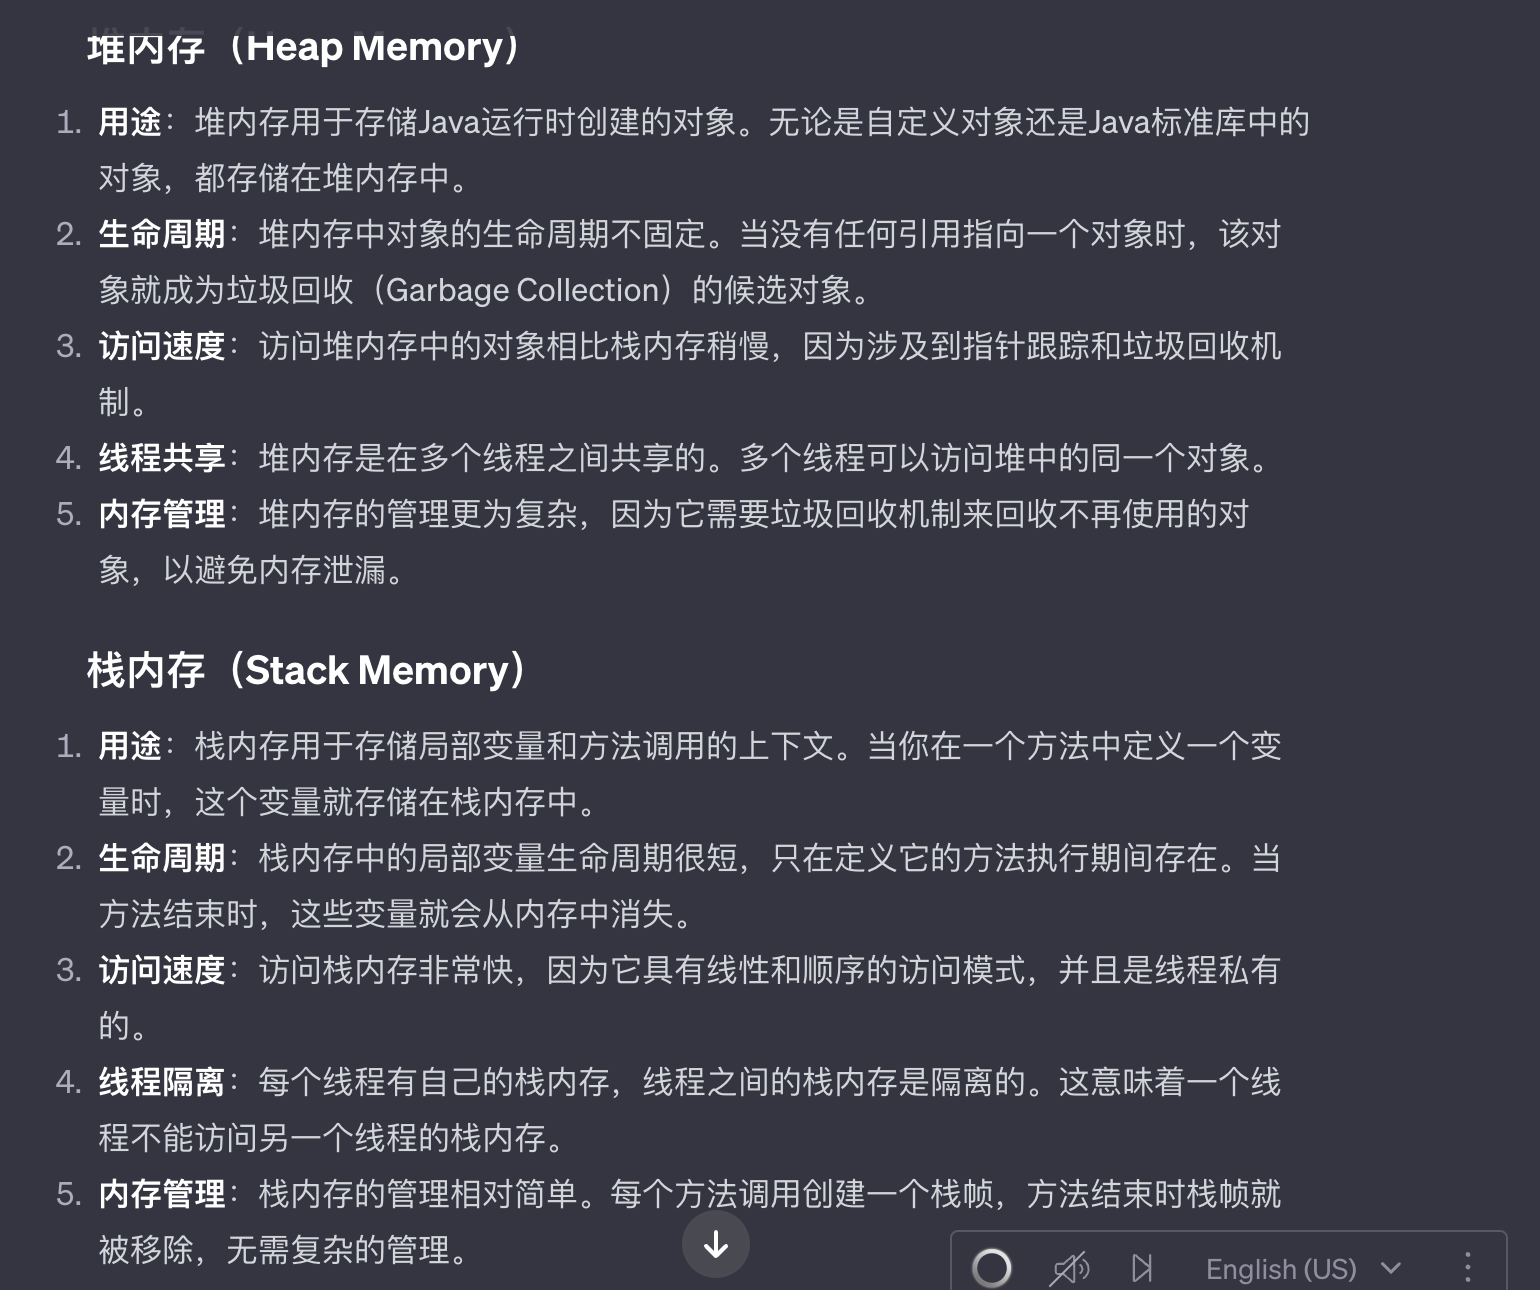 堆内存（Heap Memory）
1. 用途：堆内存用于存储Java运行时创建的对象。无论是自定义对象还是Java标准库中的
对象，都存储在堆内存中。
2. 生命周期：堆内存中对象的生命周期不固定。当没有任何引用指向一个对象时，该对
象就成为垃圾回收（Garbage Collection）的候选对象。
3. 访问速度：访问堆内存中的对象相比栈内存稍慢，因为涉及到指针跟踪和垃圾回收机
制。
4. 线程共享：堆内存是在多个线程之间共享的。多个线程可以访问堆中的同一个对象。
5. 内存管理：堆内存的管理更为复杂，因为它需要垃圾回收机制来回收不再使用的对
象，以避免内存泄漏。
栈内存（Stack Memory）
1. 用途：栈内存用于存储局部变量和方法调用的上下文。当你在一个方法中定义一个变
量时，这个变量就存储在栈内存中。
2. 生命周期：栈内存中的局部变量生命周期很短，只在定义它的方法执行期间存在。当
方法结束时，这些变量就会从内存中消失。
3. 访问速度：访问栈内存非常快，因为它具有线性和顺序的访问模式，并且是线程私有
的。
4. 线程隔离：每个线程有自己的栈内存，线程之间的栈内存是隔离的。这意味着一个线
程不能访问另一个线程的栈内存。
5. 内存管理：栈内存的管理相对简单。每个方法调用创建一个栈帧，方法结束时栈帧就
被移除，无需复杂的管理。
English (US)